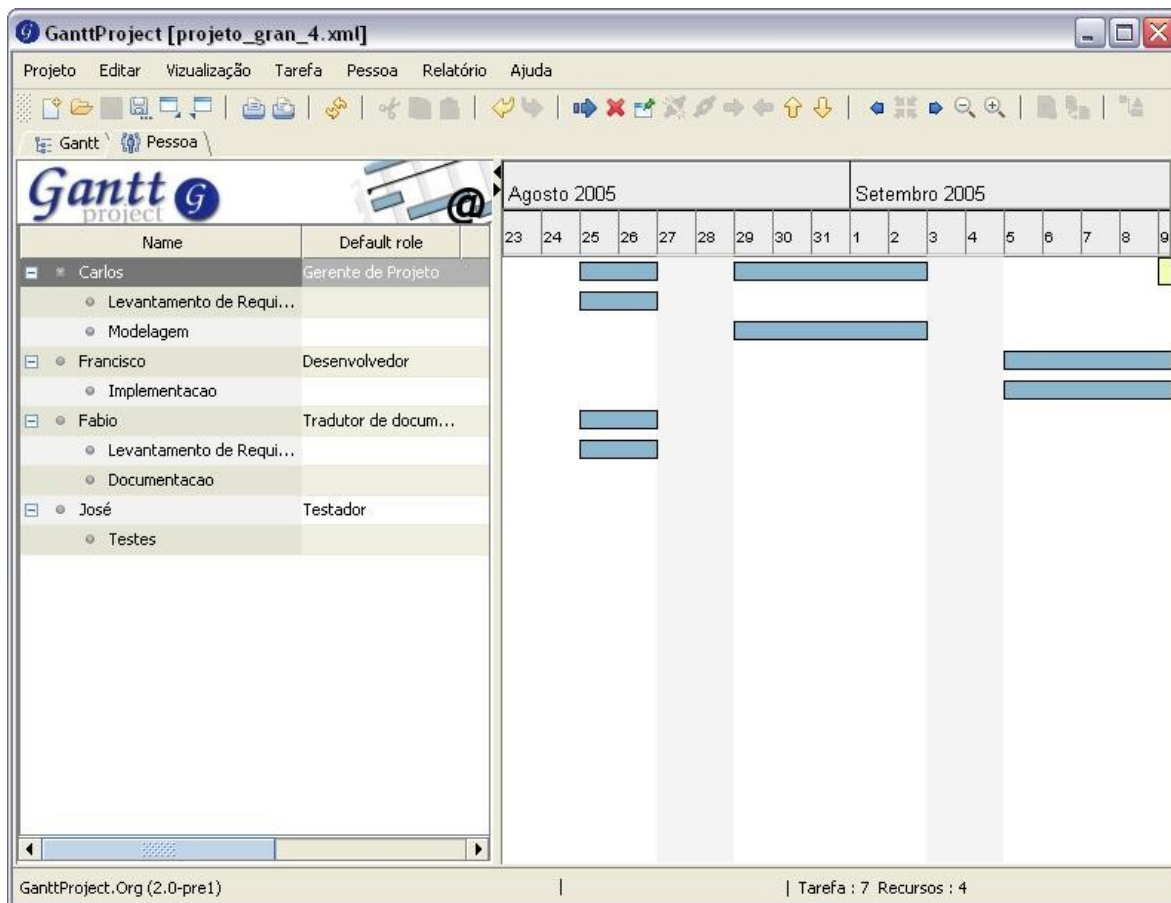 GanttProject [projeto_gran_4.xml]
Projeto Editar Vizualização Tarefa Pessoa Relatório Ajuda
Gantt Pessoa
Gantt G
project
@
Agosto 2005 Setembro 2005
Name Default role
23 24 25 26 27 28 29 30 31 1 2 3 4 5 6 7 8 9
Carlos Gerente de Projeto
Levantamento de Requi...
Modelagem
Francisco Desenvolvedor
Implementacao
Fabio Tradutor de docum...
Levantamento de Requi...
Documentacao
José Testador
Testes
GanttProject.Org (2.0-pre1) | | Tarefa : 7 Recursos : 4